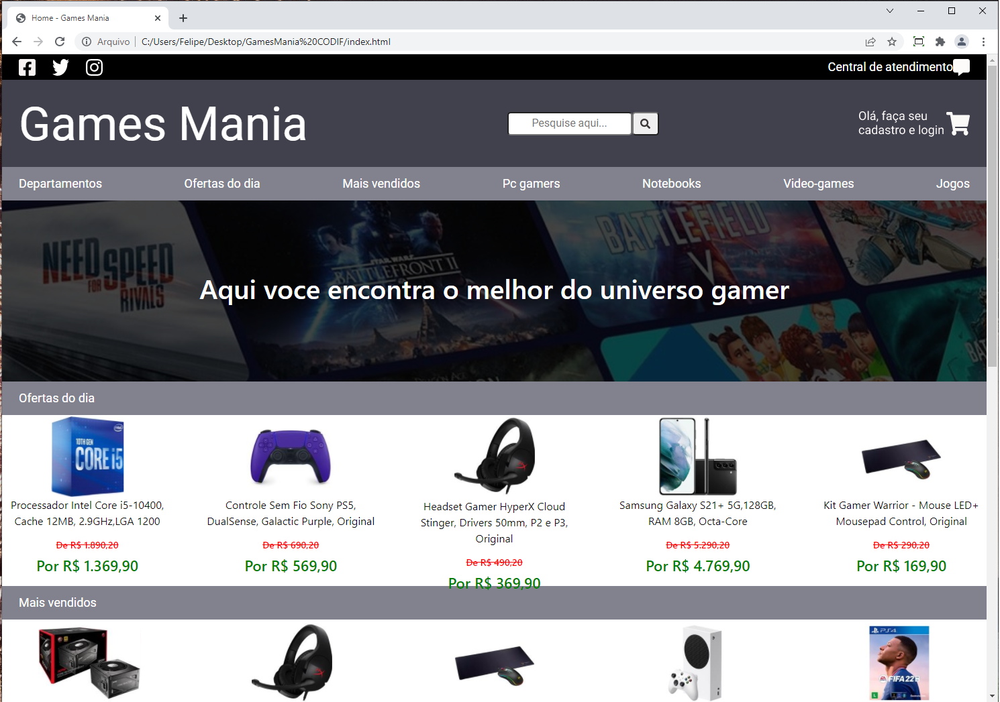 Home - Games Mania
Arquivo
C:/Users/Felipe/Desktop/GamesMania%20CODIF/index.html
Central de atendimento
Games Mania
Pesquise aqui...
Olá, faça seu
cadastro e login
Departamentos
Ofertas do dia
Mais vendidos
Pc gamers
Notebooks
Video-games
Jogos
NEED FOR SPEED
RIVALS
STAR WARS
BATTLEFRONT II
BATTLEFIELD
V
Aqui voce encontra o melhor do universo gamer
Ofertas do dia
intel
10TH GEN
CORE i5
Processador Intel Core i5-10400,
Cache 12MB, 2.9GHz,LGA 1200
De R$ 1.890,20
Por R$ 1.369,90
Controle Sem Fio Sony PS5,
DualSense, Galactic Purple, Original
De R$ 690,20
Por R$ 569,90
Headset Gamer HyperX Cloud
Stinger, Drivers 50mm, P2 e P3,
Original
De R$ 490,20
Por R$ 369,90
Samsung Galaxy S21+ 5G,128GB,
RAM 8GB, Octa-Core
De R$ 5.290,20
Por R$ 4.769,90
Kit Gamer Warrior - Mouse LED+
Mousepad Control, Original
De R$ 290,20
Por R$ 169,90
Mais vendidos
PS4
FIFA 22